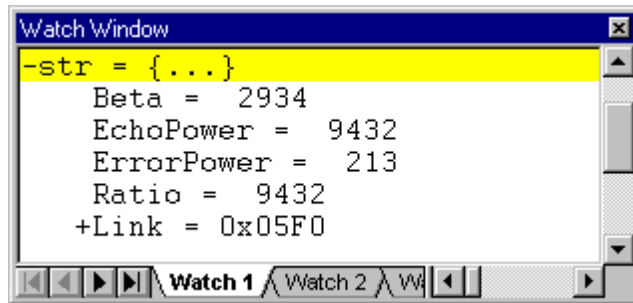 Watch Window
-str = {...}
Beta = 2934
EchoPower = 9432
ErrorPower = 213
Ratio = 9432
+Link = 0x05F0
Watch 1 Watch 2